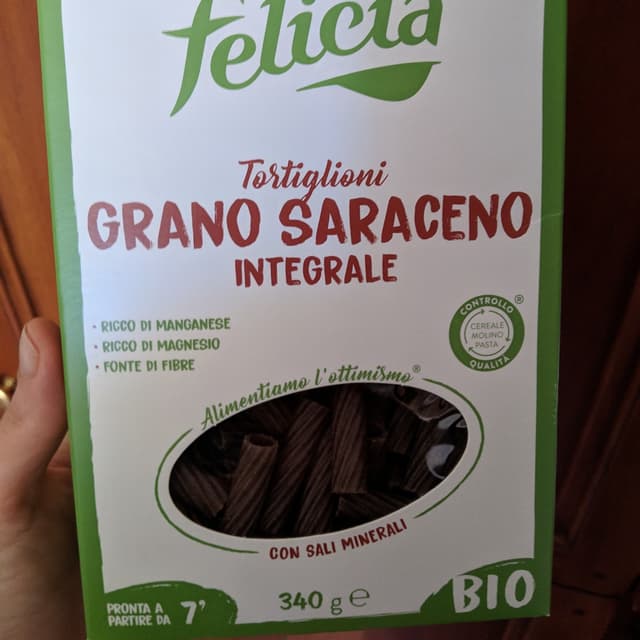 felicia
Tortiglioni
GRANO SARACENO
INTEGRALE
• RICCO DI MANGANESE
• RICCO DI MAGNESIO
• FONTE DI FIBRE
CONTROLLO ®
CEREALE
MOLINO
PASTA
QUALITÀ
Alimentiamo l'ottimismo®
CON SALI MINERALI
PRONTA A
PARTIRE DA 7'
340 g ℮
BIO